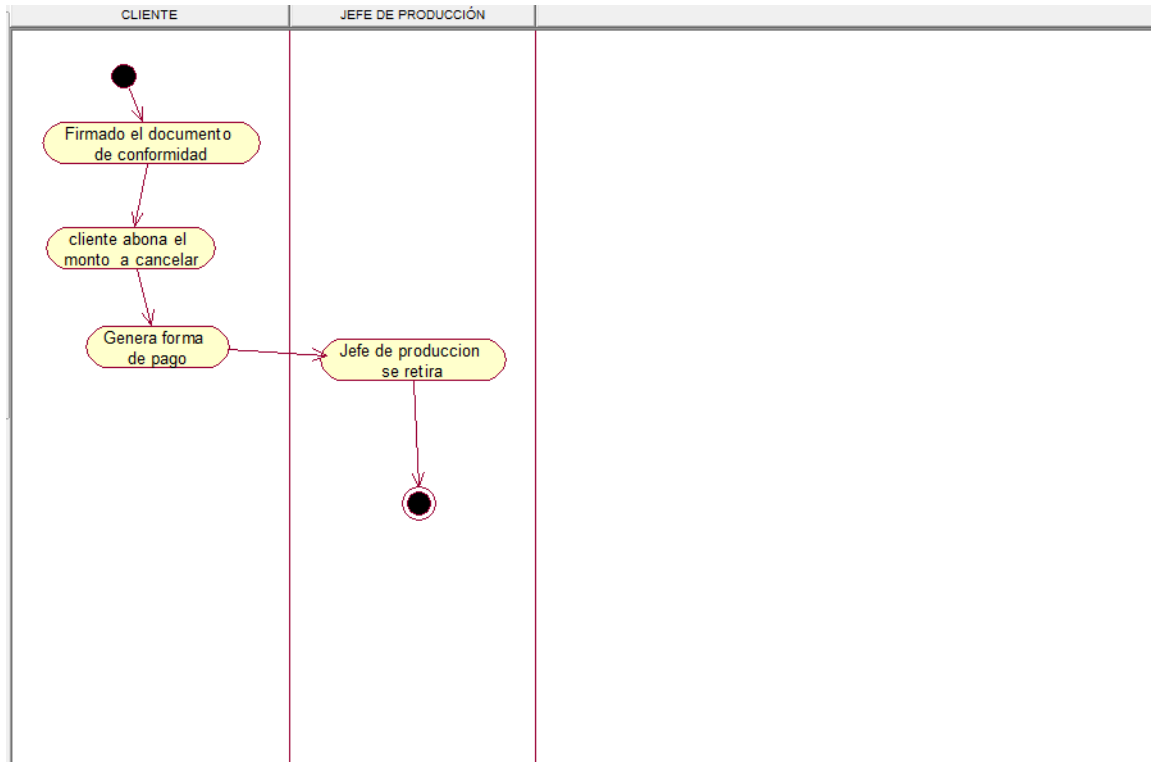 CLIENTE
JEFE DE PRODUCCIÓN
Firmado el documento
de conformidad
cliente abona el
monto a cancelar
Genera forma
de pago
Jefe de produccion
se retira